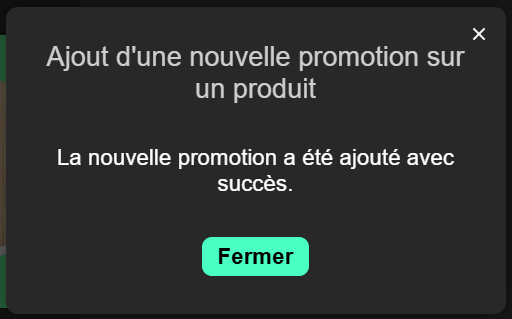 Ajout d'une nouvelle promotion sur
un produit
La nouvelle promotion a été ajouté avec
succès.
Fermer